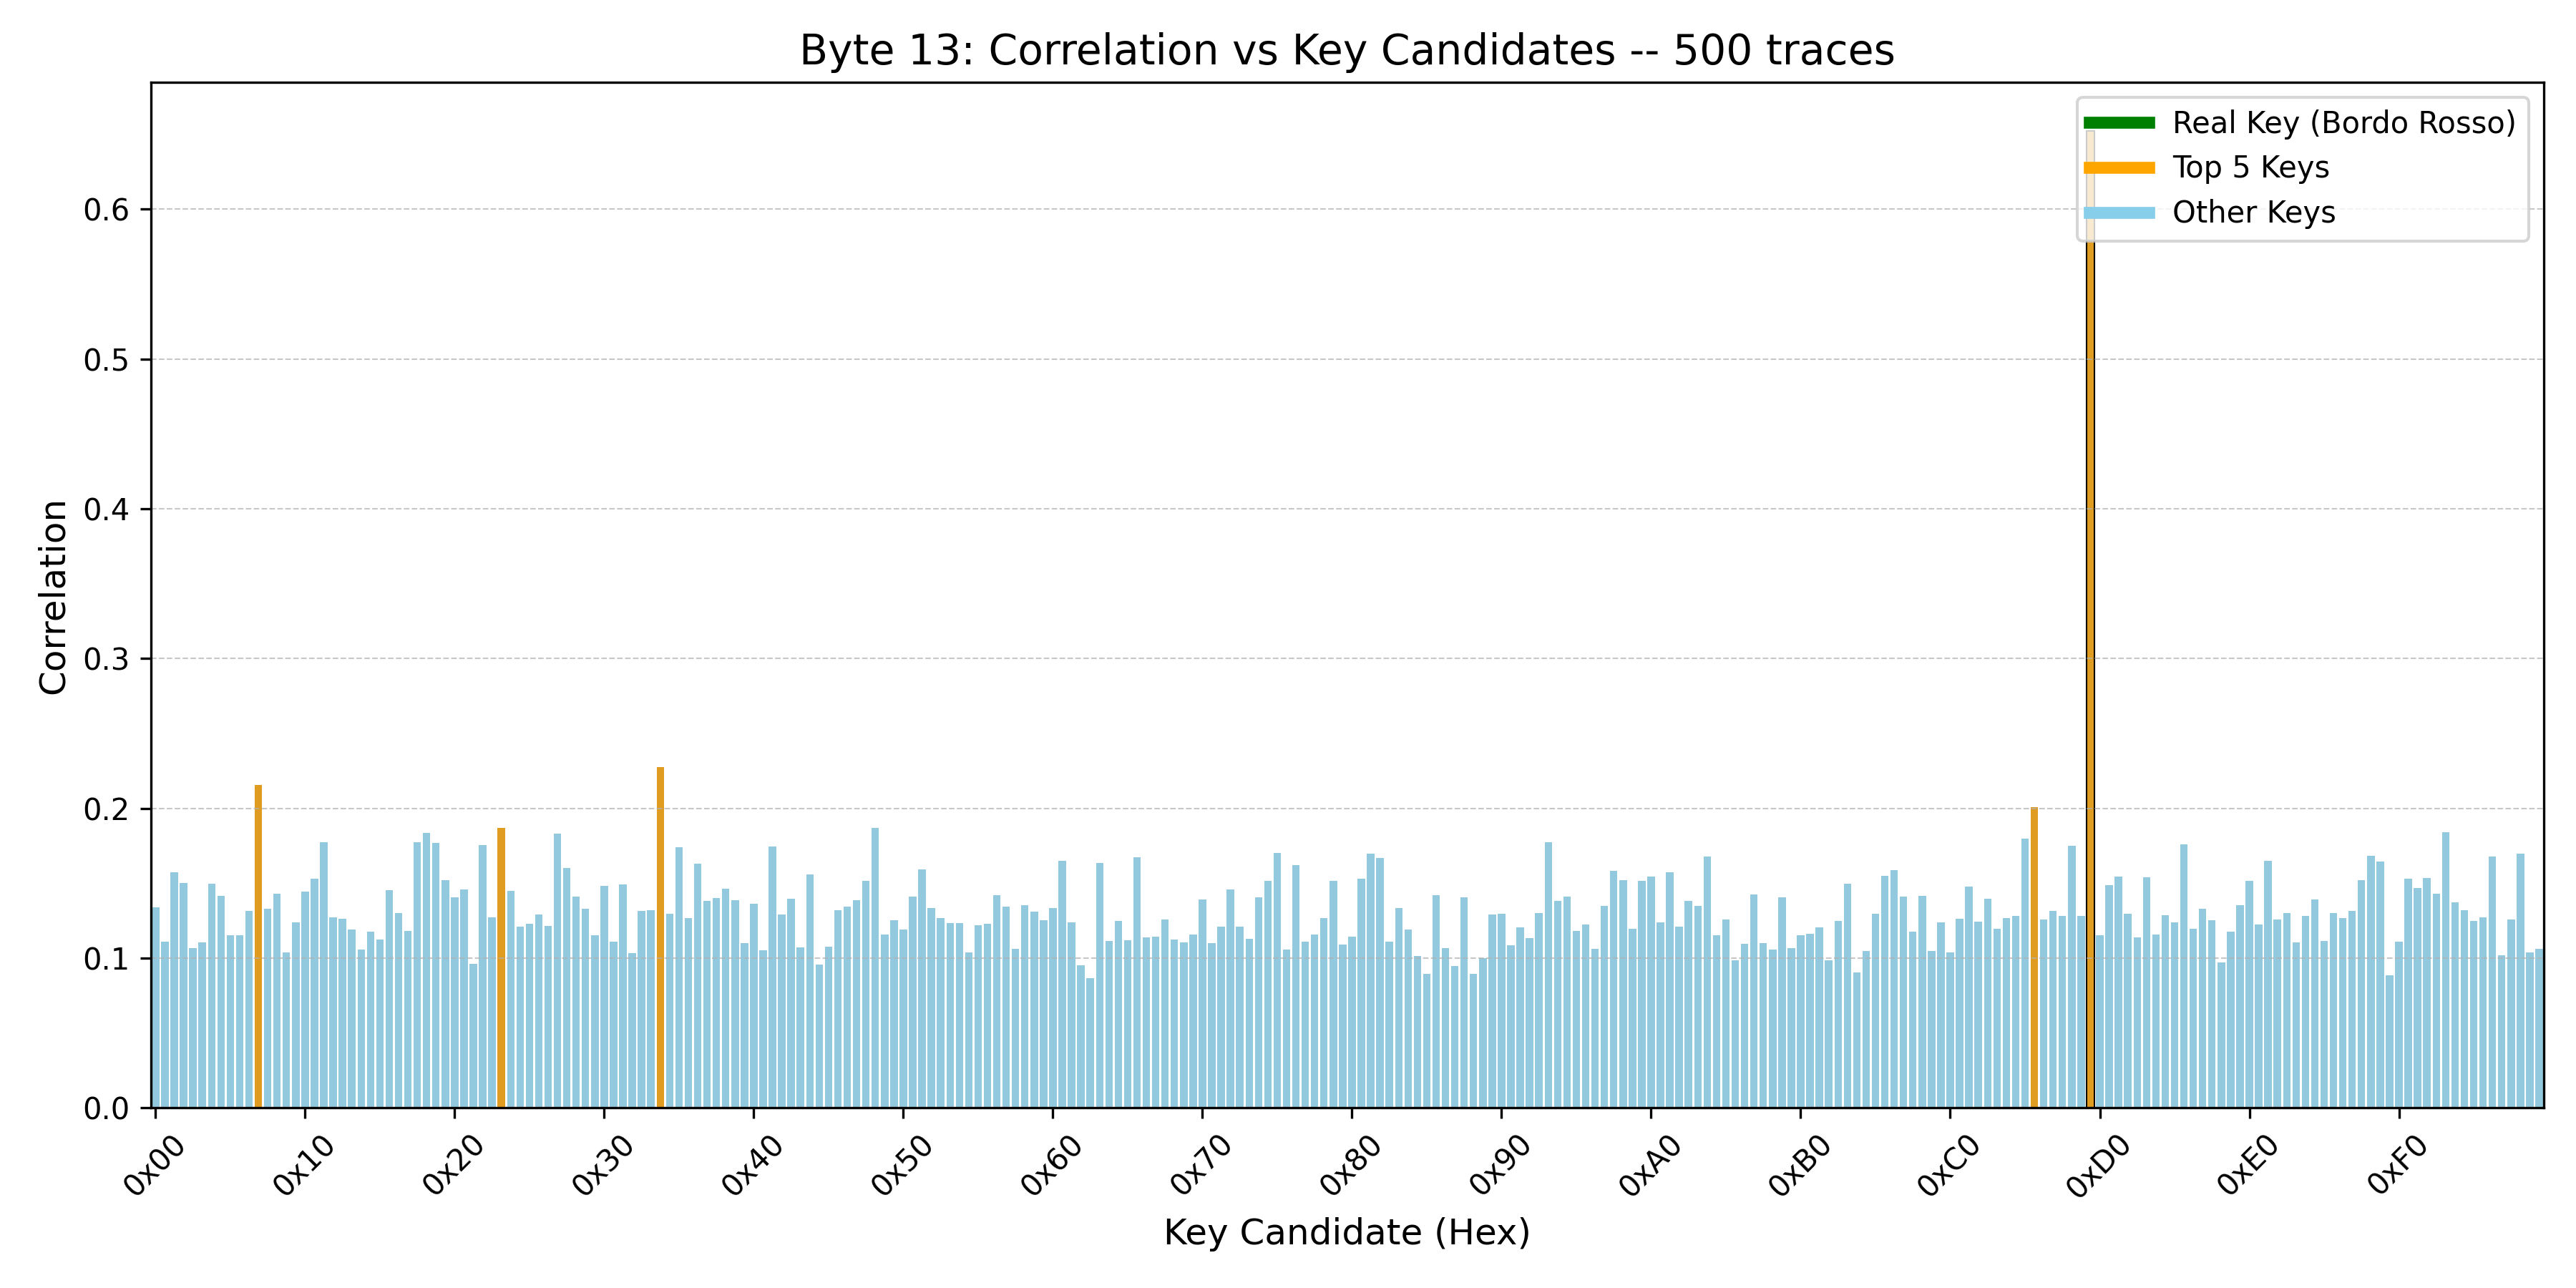 Byte 13: Correlation vs Key Candidates -- 500 traces
Real Key (Bordo Rosso)
Top 5 Keys
Other Keys
Correlation
0.6
0.5
0.4
0.3
0.2
0.1
0.0
0x00 0x10 0x20 0x30 0x40 0x50 0x60 0x70 0x80 0x90 0xA0 0xB0 0xC0 0xD0 0xE0 0xF0
Key Candidate (Hex)